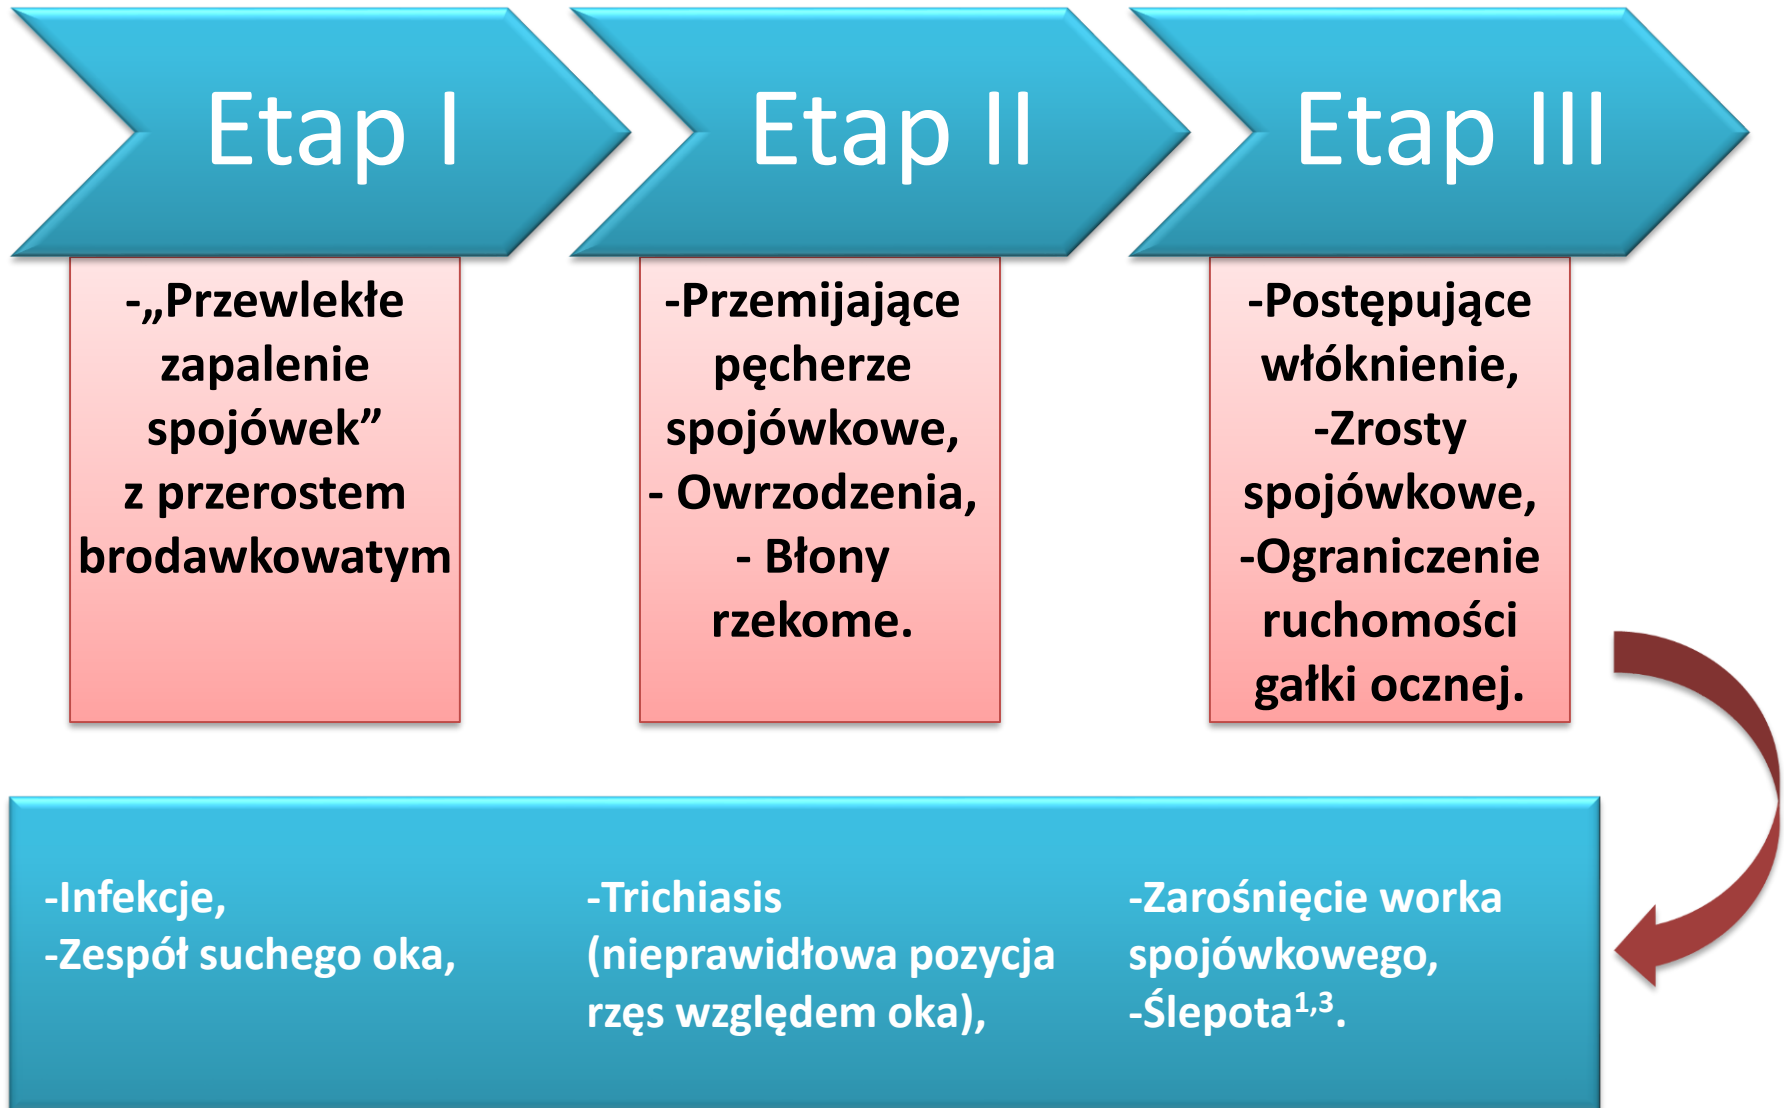 Etap I
-„Przewlekłe
zapalenie
spojówek”
z przerostem
brodawkowatym
Etap II
-Przemijające
pęcherze
spojówkowe,
- Owrzodzenia,
- Błony
rzekome.
Etap III
-Postępujące
włóknienie,
-Zrosty
spojówkowe,
-Ograniczenie
ruchomości
gałki ocznej.
-Infekcje,
-Zespół suchego oka,
-Trichiasis
(nieprawidłowa pozycja
rzęs względem oka),
-Zarośnięcie worka
spojówkowego,
-Ślepota¹,³.